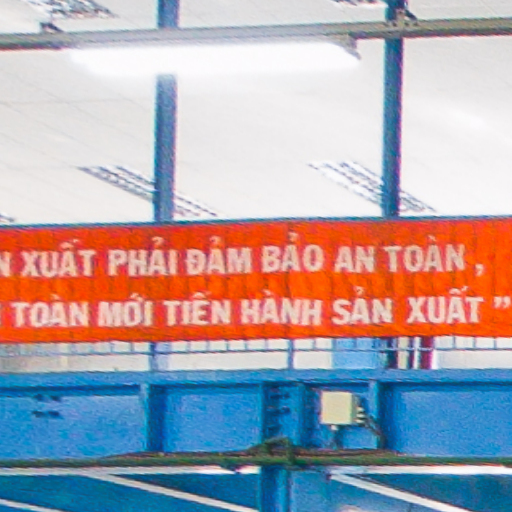 XUẤT PHẢI ĐẢM BẢO AN TOÀN ,
TOÀN MỚI TIẾN HÀNH SẢN XUẤT ”